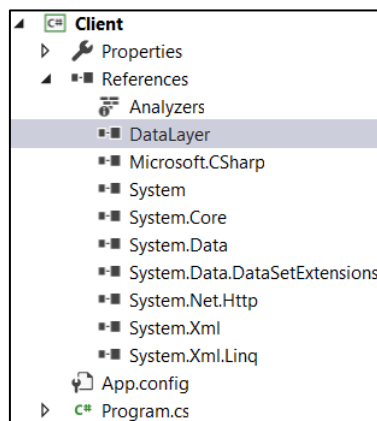 C# Client
Properties
References
Analyzers
DataLayer
Microsoft.CSharp
System
System.Core
System.Data
System.Data.DataSetExtensions
System.Net.Http
System.Xml
System.Xml.Linq
App.config
C# Program.cs